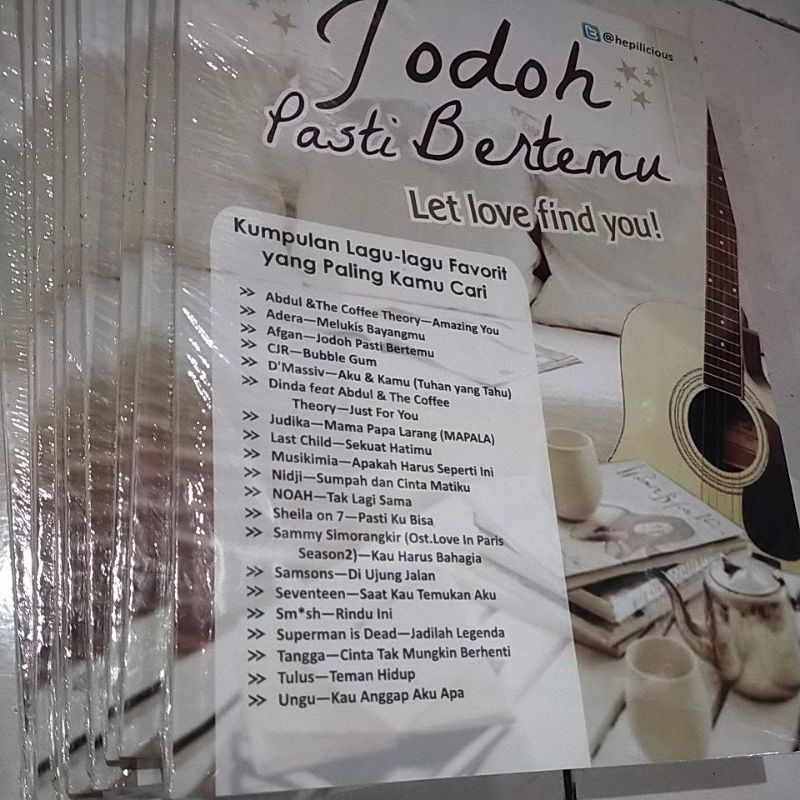 @hepilicious
Jodoh
Pasti Bertemu
Let love find you!
Kumpulan Lagu-lagu Favorit
yang Paling Kamu Cari
>> Abdul &The Coffee Theory—Amazing You
>> Adera—Melukis Bayangmu
>> Afgan—Jodoh Pasti Bertemu
>> CJR—Bubble Gum
>> D'Massiv—Aku & Kamu (Tuhan yang Tahu)
>> Dinda feat Abdul & The Coffee
Theory—Just For You
>> Judika—Mama Papa Larang (MAPALA)
>> Last Child—Sekuat Hatimu
>> Musikimia—Apakah Harus Seperti Ini
>> Nidji—Sumpah dan Cinta Matiku
>> NOAH—Tak Lagi Sama
>> Sheila on 7—Pasti Ku Bisa
>> Sammy Simorangkir (Ost.Love In Paris
Season2)—Kau Harus Bahagia
>> Samsons—Di Ujung Jalan
>> Seventeen—Saat Kau Temukan Aku
>> Sm*sh—Rindu Ini
>> Superman is Dead—Jadilah Legenda
>> Tangga—Cinta Tak Mungkin Berhenti
>> Tulus—Teman Hidup
>> Ungu—Kau Anggap Aku Apa